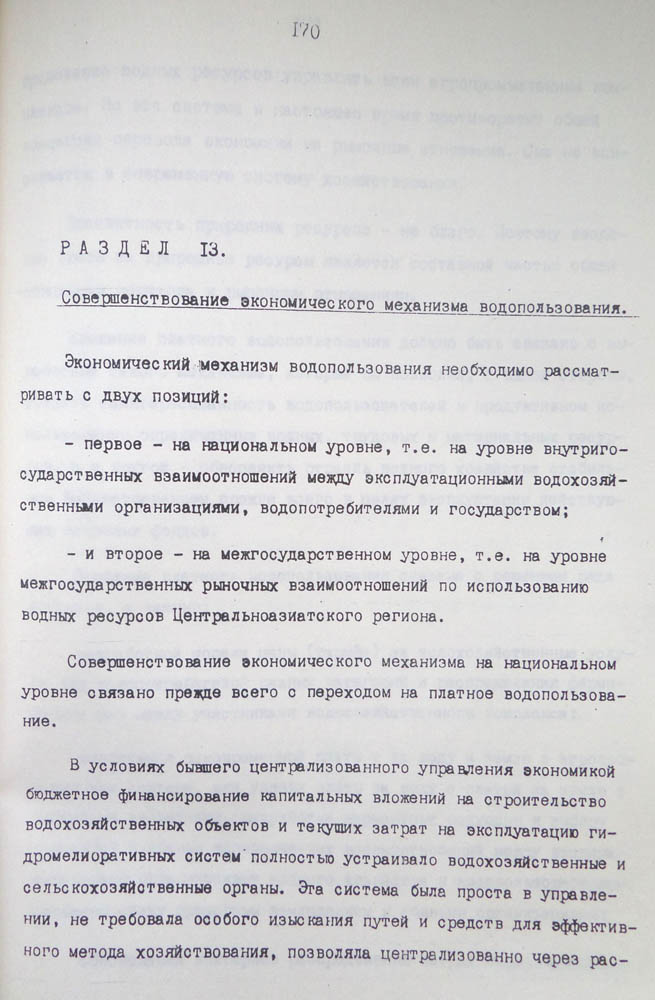 170
РАЗДЕЛ 13.
Совершенствование экономического механизма водопользования.
Экономический механизм водопользования необходимо рассмат-
ривать с двух позиций:
- первое - на национальном уровне, т.е. на уровне внутриго-
сударственных взаимоотношений между эксплуатационными водохозяй-
ственными организациями, водопотребителями и государством;
- и второе - на межгосударственном уровне, т.е. на уровне
межгосударственных рыночных взаимоотношений по использованию
водных ресурсов Центральноазиатского региона.
Совершенствование экономического механизма на национальном
уровне связано прежде всего с переходом на платное водопользова-
ние.
В условиях бывшего централизованного управления экономикой
бюджетное финансирование капитальных вложений на строительство
водохозяйственных объектов и текущих затрат на эксплуатацию ги-
дромелиоративных систем полностью устраивало водохозяйственные и
сельскохозяйственные органы. Эта система была проста в управле-
нии, не требовала особого изыскания путей и средств для эффектив-
ного метода хозяйствования, позволяла централизованно через рас-